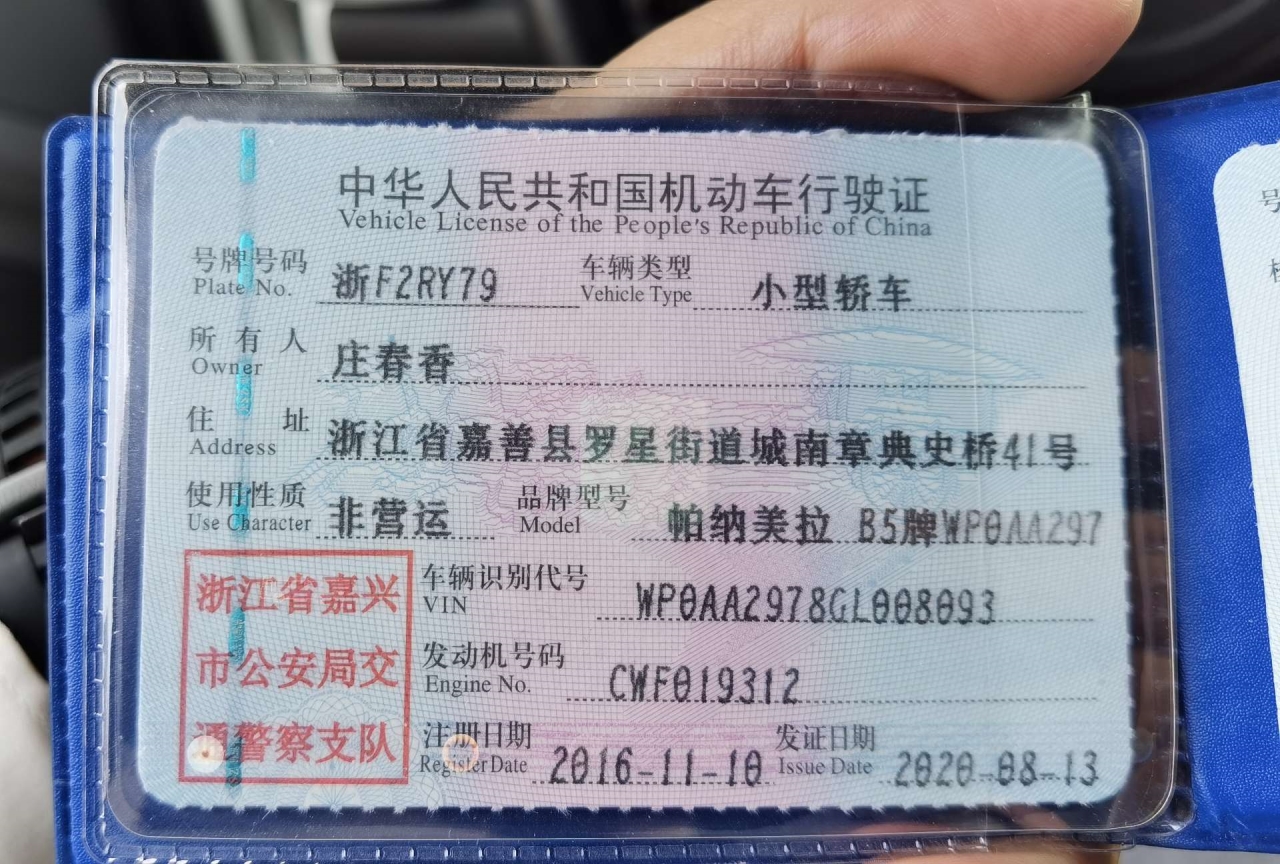 中华人民共和国机动车行驶证
Vehicle License of the People's Republic of China
号牌号码 浙F2RY79 车辆类型 小型轿车
Plate No. Vehicle Type
所有人 庄春香
Owner
住址 浙江省嘉善县罗星街道城南章典史桥41号
Address
使用性质 非营运 品牌型号 帕纳美拉 B5牌WP0AA297
Use Character Model
浙江省嘉兴
市公安局交
通警察支队
车辆识别代号 WP0AA2978GL008093
VIN
发动机号码 CWF019312
Engine No.
注册日期 2016-11-10 发证日期 2020-08-13
Register Date Issue Date
号